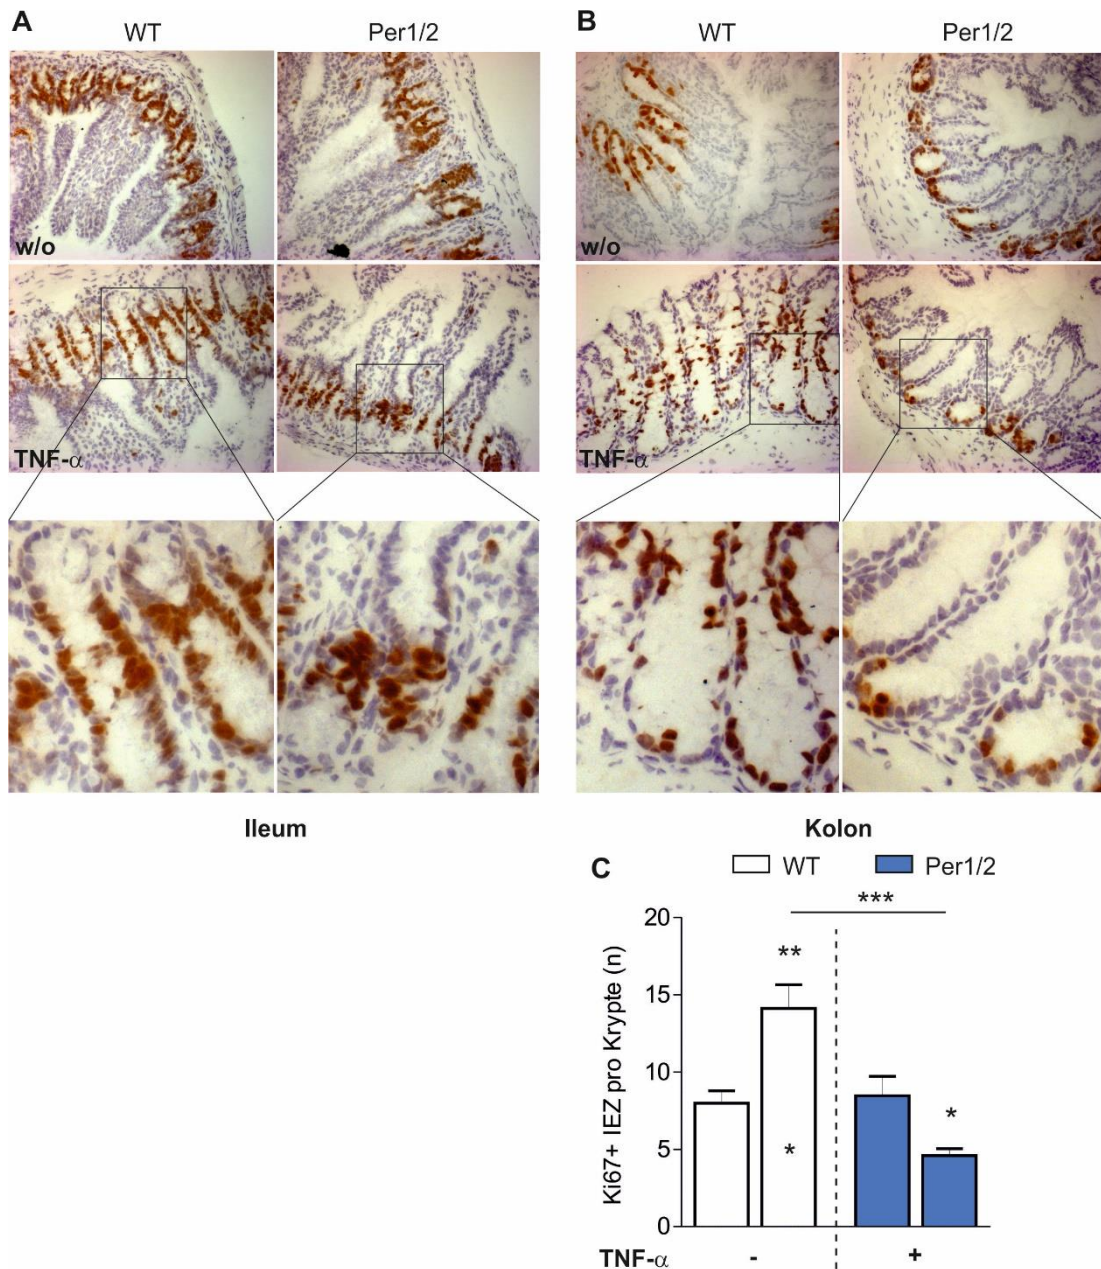 A
WT
Per1/2
B
WT
Per1/2
w/o
TNF-α
TNF-α
Ileum
Kolon
C
WT
Per1/2
***
20
**
15
10
*
*
5
0
Ki67+ IEZ pro Krypte (n)
TNF-α
-
+